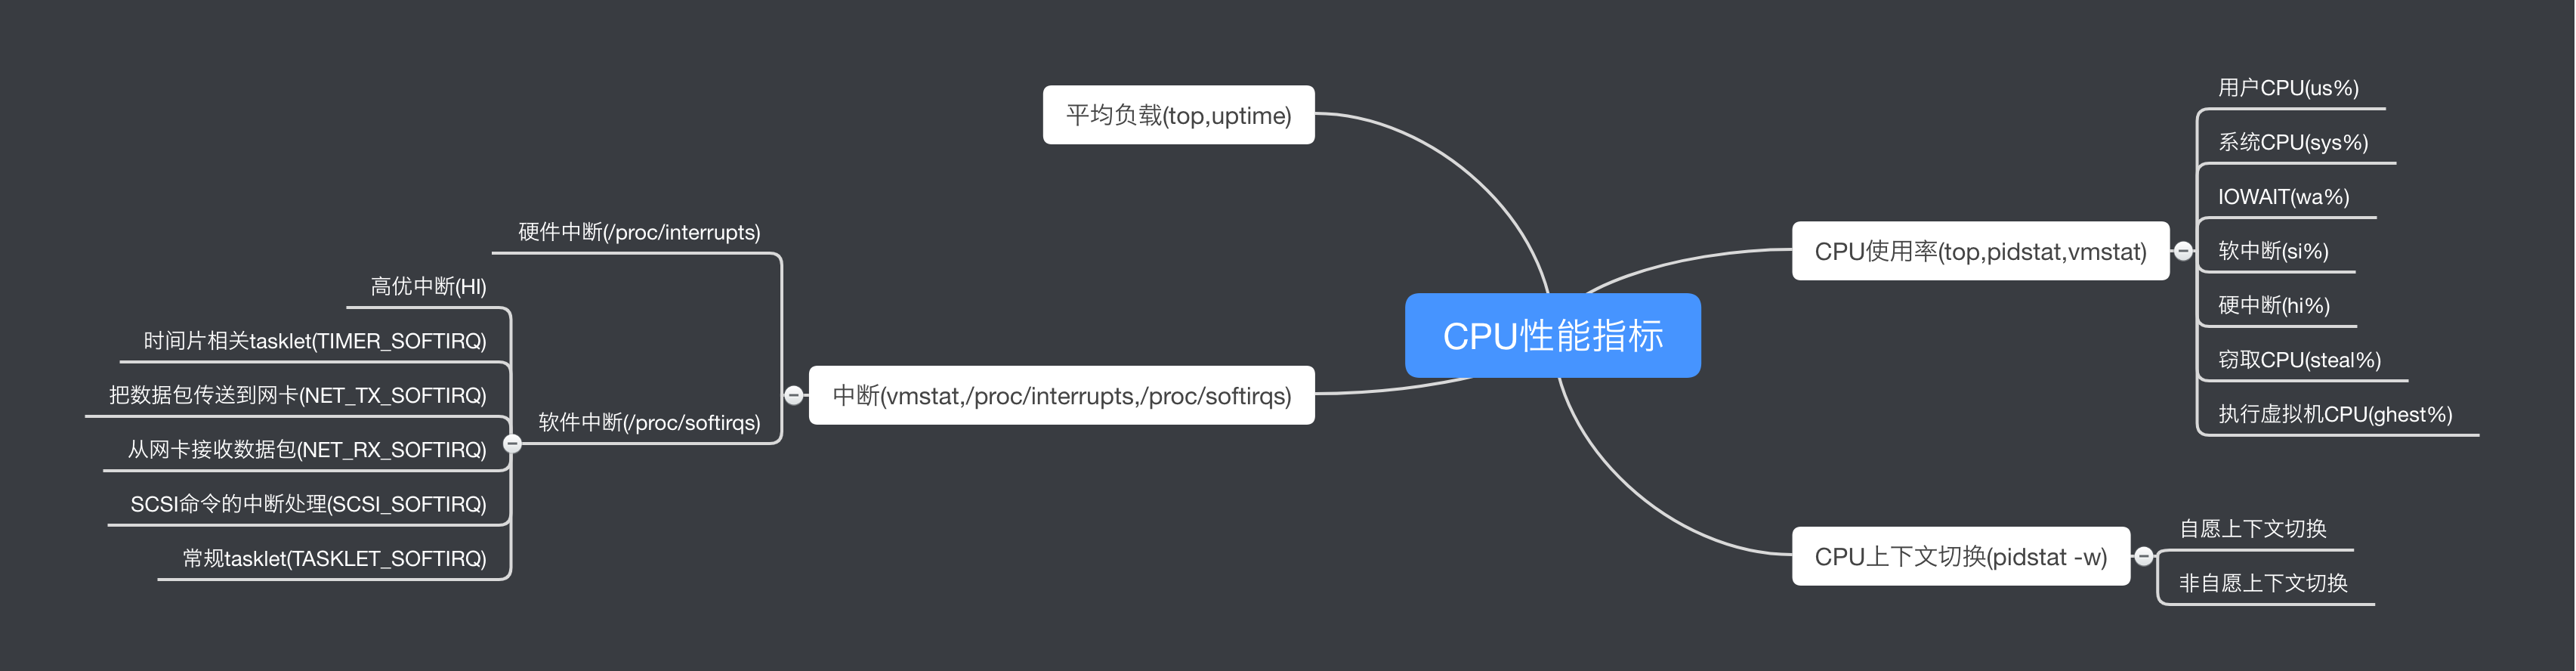 CPU性能指标
平均负载(top,uptime)
CPU使用率(top,pidstat,vmstat)
用户CPU(us%)
系统CPU(sys%)
IOWAIT(wa%)
软中断(si%)
硬中断(hi%)
窃取CPU(steal%)
执行虚拟机CPU(ghest%)
中断(vmstat,/proc/interrupts,/proc/softirqs)
硬件中断(/proc/interrupts)
软件中断(/proc/softirqs)
高优中断(HI)
时间片相关tasklet(TIMER_SOFTIRQ)
把数据包传送到网卡(NET_TX_SOFTIRQ)
从网卡接收数据包(NET_RX_SOFTIRQ)
SCSI命令的中断处理(SCSI_SOFTIRQ)
常规tasklet(TASKLET_SOFTIRQ)
CPU上下文切换(pidstat -w)
自愿上下文切换
非自愿上下文切换